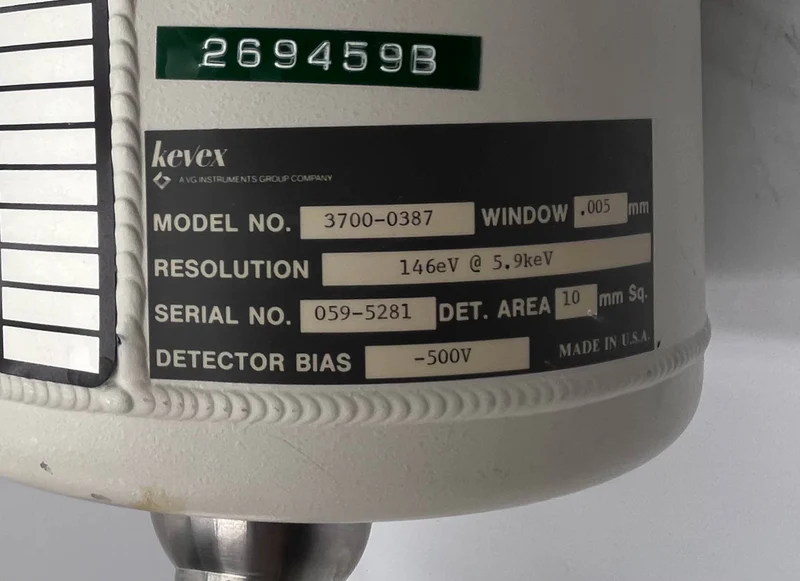 269459B
kevex
A VG INSTRUMENTS GROUP COMPANY
MODEL NO. 3700-0387 WINDOW .005 mm
RESOLUTION 146eV @ 5.9keV
SERIAL NO. 059-5281 DET. AREA 10 mm Sq.
DETECTOR BIAS -500V MADE IN U.S.A.